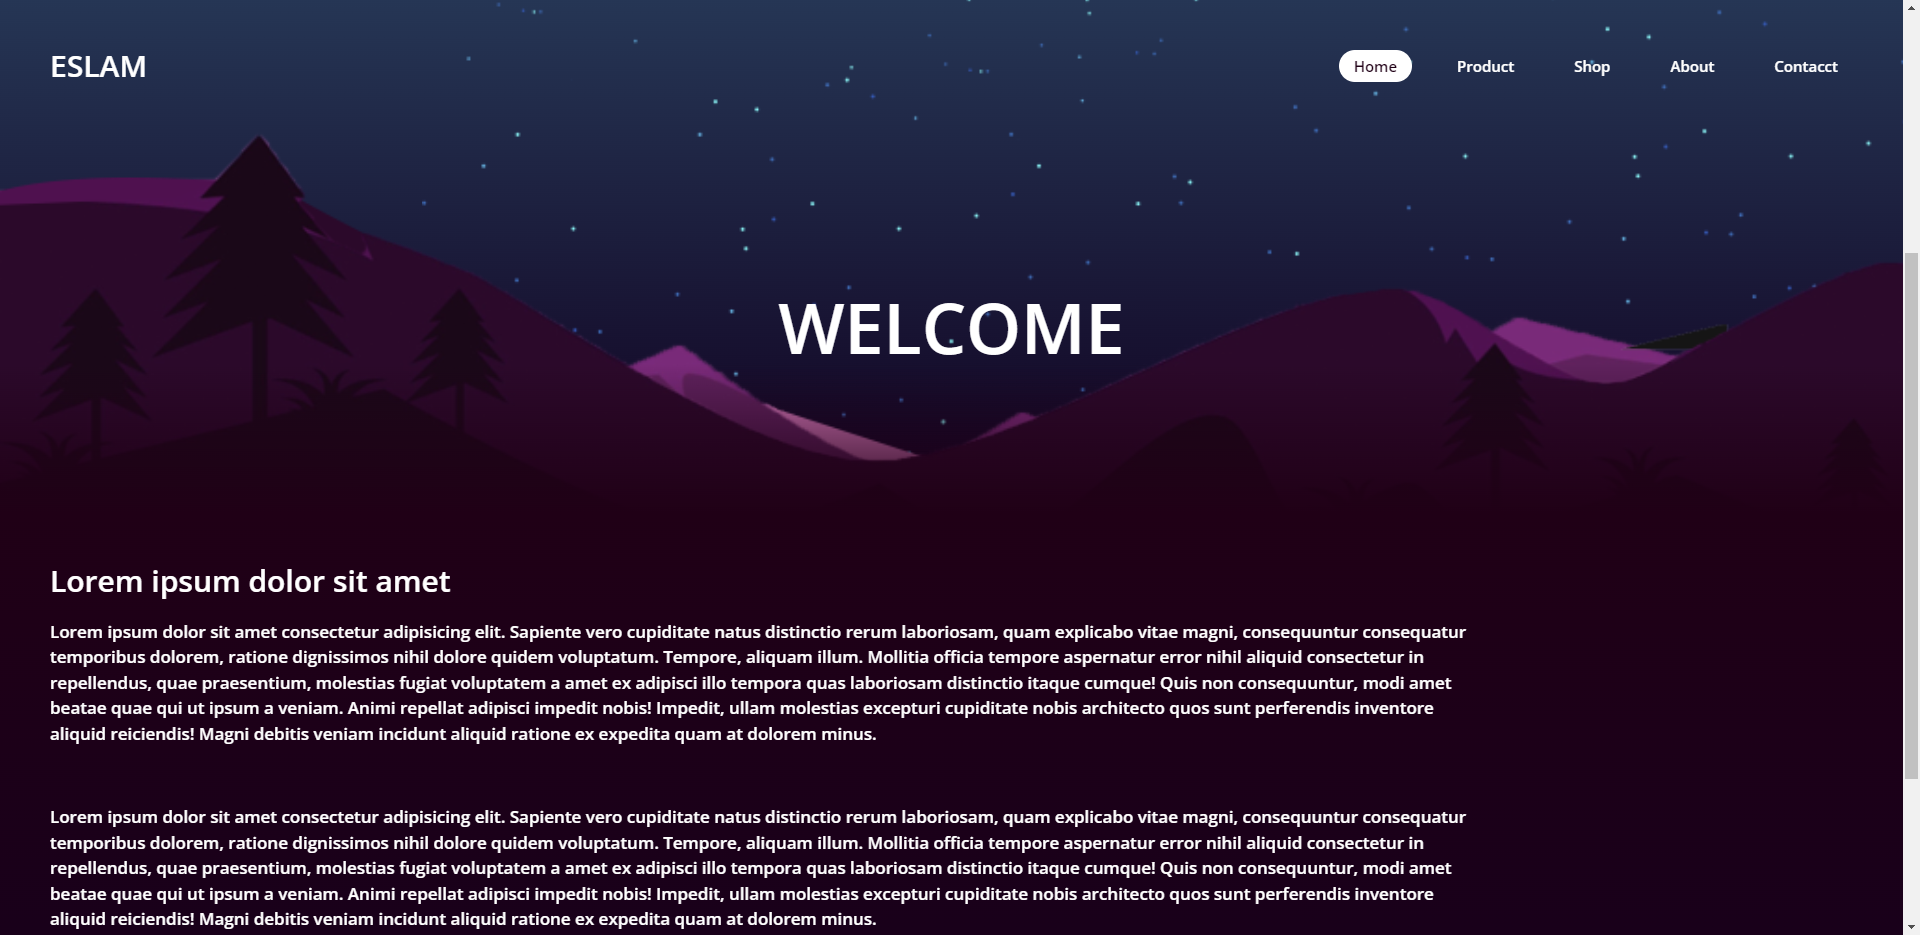 ESLAM
Home Product Shop About Contacct
WELCOME
Lorem ipsum dolor sit amet
Lorem ipsum dolor sit amet consectetur adipisicing elit. Sapiente vero cupiditate natus distinctio rerum laboriosam, quam explicabo vitae magni, consequuntur consequatur
temporibus dolorem, ratione dignissimos nihil dolore quidem voluptatum. Tempore, aliquam illum. Mollitia officia tempore aspernatur error nihil aliquid consectetur in
repellendus, quae praesentium, molestias fugiat voluptatem a amet ex adipisci illo tempora quas laboriosam distinctio itaque cumque! Quis non consequuntur, modi amet
beatae quae qui ut ipsum a veniam. Animi repellat adipisci impedit nobis! Impedit, ullam molestias excepturi cupiditate nobis architecto quos sunt perferendis inventore
aliquid reiciendis! Magni debitis veniam incidunt aliquid ratione ex expedita quam at dolorem minus.
Lorem ipsum dolor sit amet consectetur adipisicing elit. Sapiente vero cupiditate natus distinctio rerum laboriosam, quam explicabo vitae magni, consequuntur consequatur
temporibus dolorem, ratione dignissimos nihil dolore quidem voluptatum. Tempore, aliquam illum. Mollitia officia tempore aspernatur error nihil aliquid consectetur in
repellendus, quae praesentium, molestias fugiat voluptatem a amet ex adipisci illo tempora quas laboriosam distinctio itaque cumque! Quis non consequuntur, modi amet
beatae quae qui ut ipsum a veniam. Animi repellat adipisci impedit nobis! Impedit, ullam molestias excepturi cupiditate nobis architecto quos sunt perferendis inventore
aliquid reiciendis! Magni debitis veniam incidunt aliquid ratione ex expedita quam at dolorem minus.